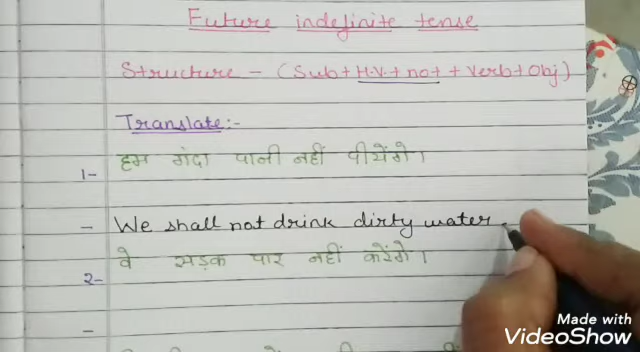 Future indefinite tense
Structure - (Sub + H.V. + not + Verb + Obj)
Translate:-
1- हम गंदा पानी नहीं पीयेंगे।
- We shall not drink dirty water.
2- वे सड़क पार नहीं करेंगे।
-
Made with
VideoShow